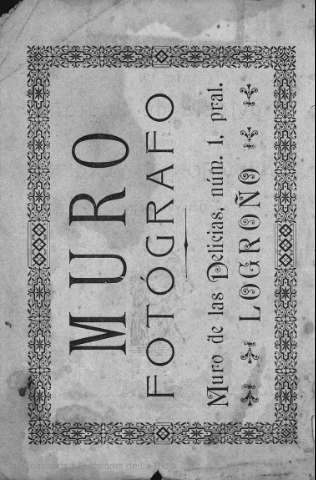 MURO
FOTÓGRAFO
Muro de las Delicias, núm. 1, pral.
LOGROÑO